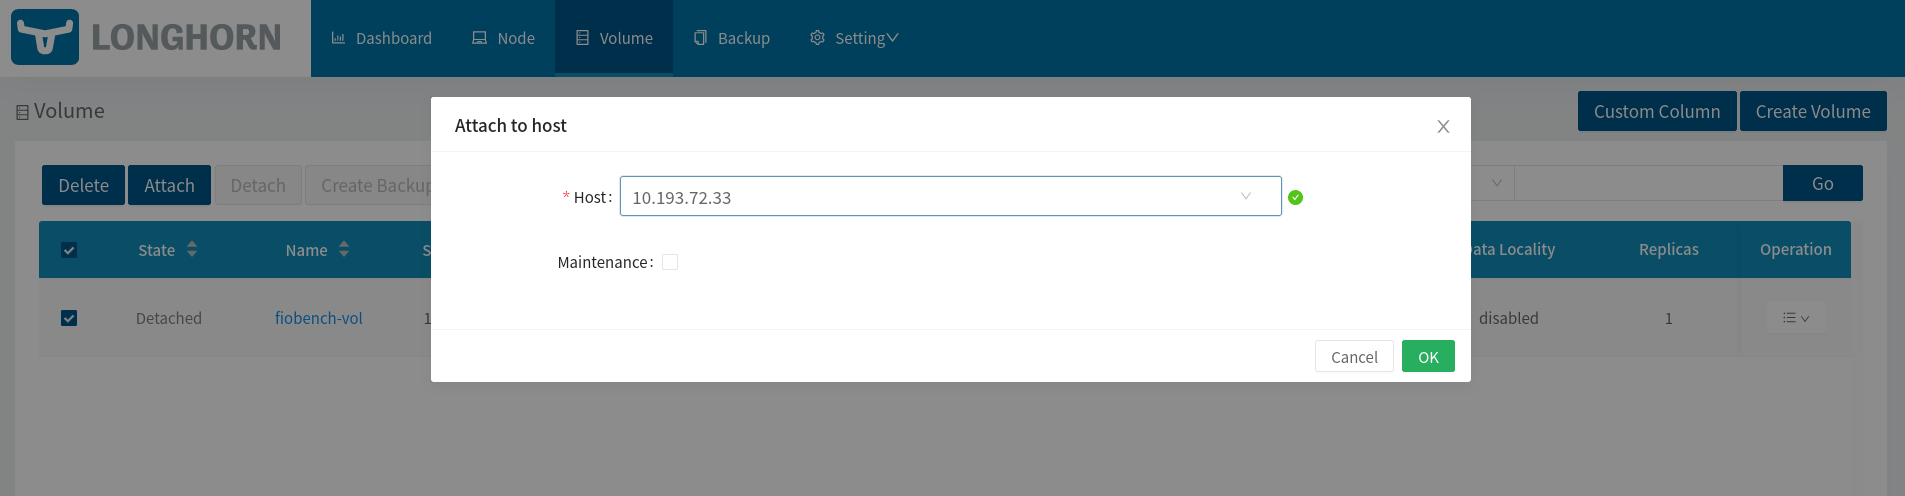 LONGHORN
Dashboard
Node
Volume
Backup
Setting
Volume
Custom Column
Create Volume
Attach to host
Delete
Attach
Detach
Create Backup
* Host:
10.193.72.33
Go
State
Name
S
ata Locality
Replicas
Operation
Maintenance:
Detached
fiobench-vol
1
disabled
1
Cancel
OK